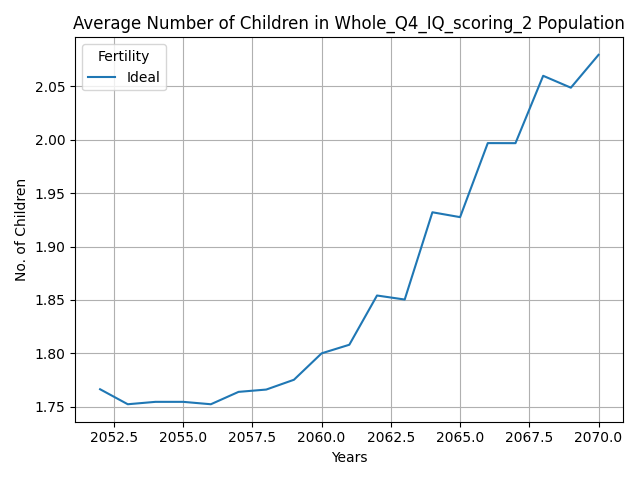 Average Number of Children in Whole_Q4_IQ_scoring_2 Population
Fertility
Ideal
2.05
2.00
1.95
1.90
1.85
1.80
1.75
No. of Children
2052.5 2055.0 2057.5 2060.0 2062.5 2065.0 2067.5 2070.0
Years